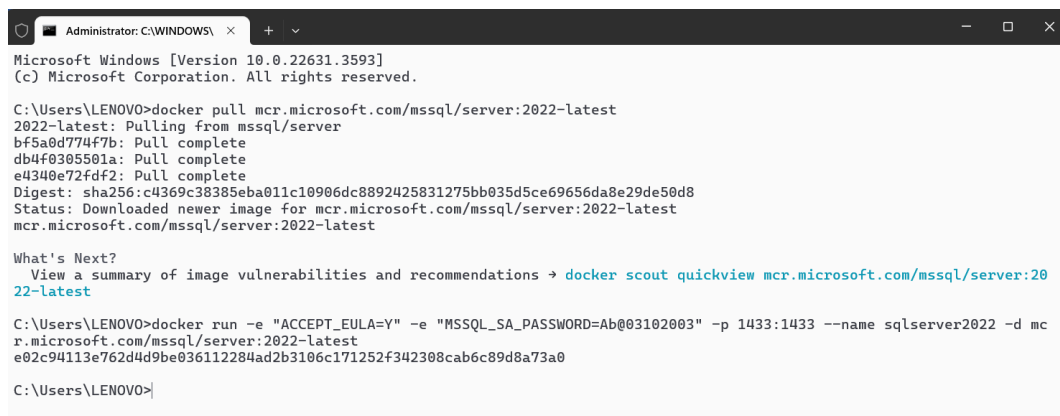 Administrator: C:\WINDOWS\
Microsoft Windows [Version 10.0.22631.3593]
(c) Microsoft Corporation. All rights reserved.
C:\Users\LENOVO>docker pull mcr.microsoft.com/mssql/server:2022-latest
2022-latest: Pulling from mssql/server
bf5a0d774f7b: Pull complete
db4f0305501a: Pull complete
e4340e72fdf2: Pull complete
Digest: sha256:c4369c38385eba011c10906dc8892425831275bb035d5ce69656da8e29de50d8
Status: Downloaded newer image for mcr.microsoft.com/mssql/server:2022-latest
mcr.microsoft.com/mssql/server:2022-latest
What's Next?
  View a summary of image vulnerabilities and recommendations → docker scout quickview mcr.microsoft.com/mssql/server:20
22-latest
C:\Users\LENOVO>docker run -e "ACCEPT_EULA=Y" -e "MSSQL_SA_PASSWORD=Ab@03102003" -p 1433:1433 --name sqlserver2022 -d mc
r.microsoft.com/mssql/server:2022-latest
e02c94113e762d4d9be036112284ad2b3106c171252f342308cab6c89d8a73a0
C:\Users\LENOVO>